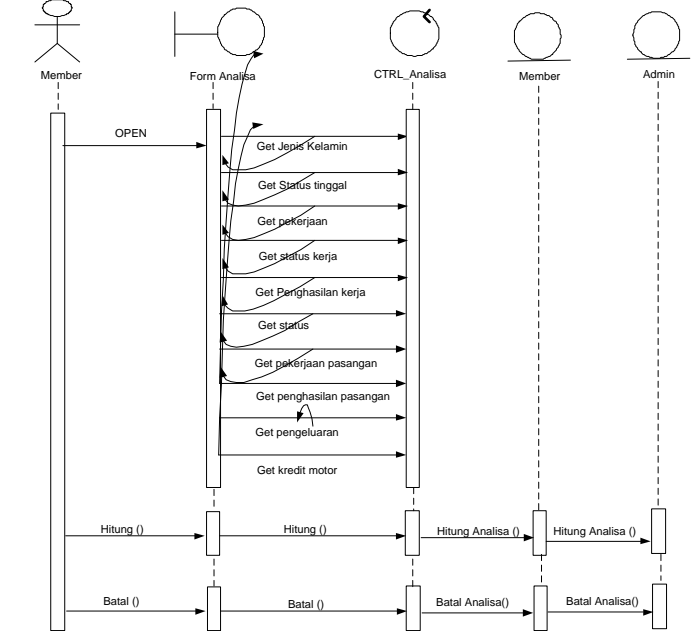 Member
Form Analisa
CTRL_Analisa
Member
Admin
OPEN
Get Jenis Kelamin
Get Status tinggal
Get pekerjaan
Get status kerja
Get Penghasilan kerja
Get status
Get pekerjaan pasangan
Get penghasilan pasangan
Get pengeluaran
Get kredit motor
Hitung ()
Hitung ()
Hitung Analisa ()
Hitung Analisa ()
Batal ()
Batal ()
Batal Analisa()
Batal Analisa()